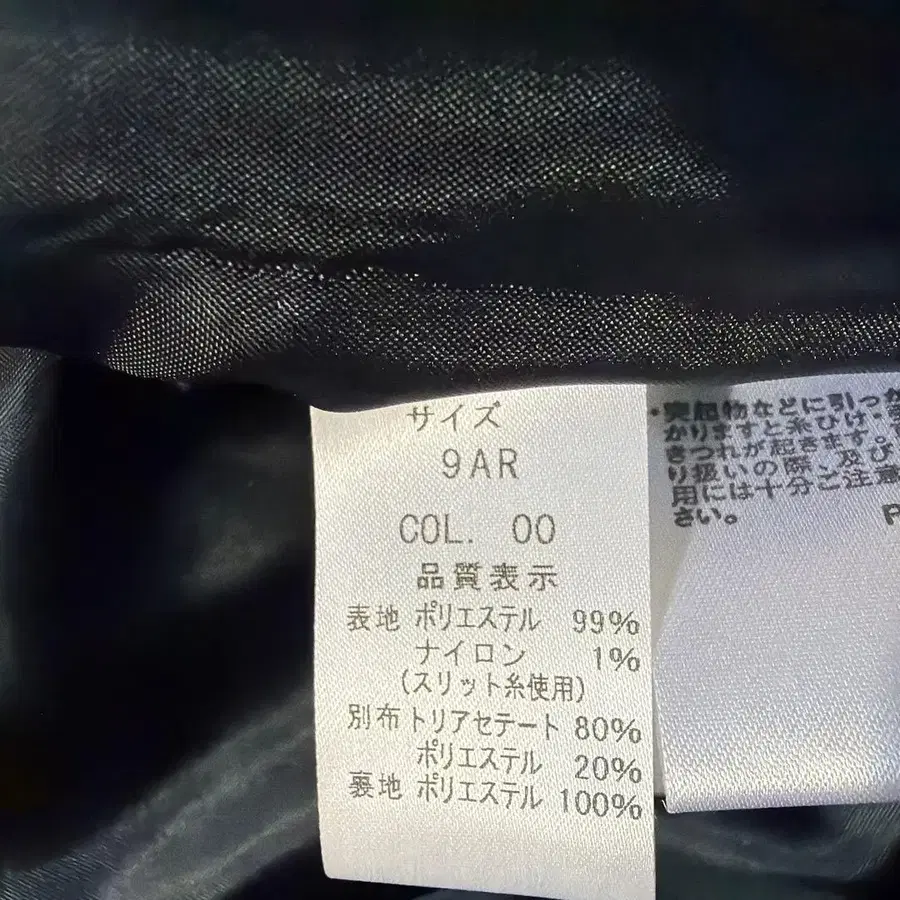 サイズ
9AR
COL. 00
品質表示
表地 ポリエステル 99%
ナイロン 1%
(スリット糸使用)
別布 トリアセテート 80%
ポリエステル 20%
裏地 ポリエステル 100%
・突起物などに引っか
かりますと糸ひけ、
きつれが起きます。
り扱いの際、及び
用には十分ご注意
さい。
P